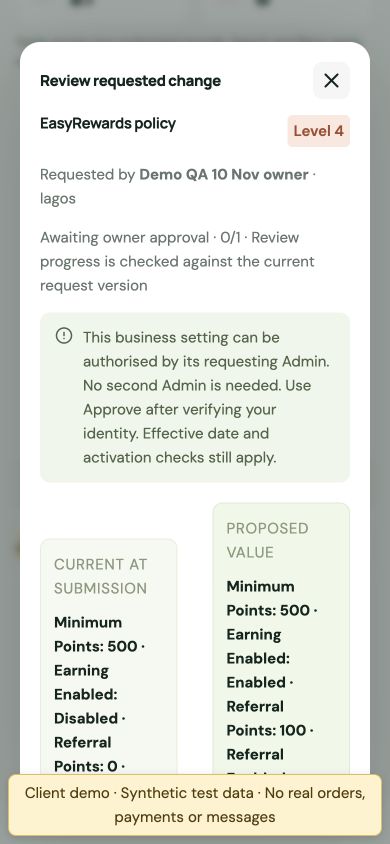 Review requested change
EasyRewards policy
Level 4
Requested by Demo QA 10 Nov owner ·
lagos
Awaiting owner approval · 0/1 · Review
progress is checked against the current
request version
This business setting can be
authorised by its requesting Admin.
No second Admin is needed. Use
Approve after verifying your
identity. Effective date and
activation checks still apply.
CURRENT AT
SUBMISSION
Minimum
Points: 500 ·
Earning
Enabled:
Disabled ·
Referral
Points: 0 ·
PROPOSED
VALUE
Minimum
Points: 500 ·
Earning
Enabled:
Enabled ·
Referral
Points: 100 ·
Referral
Client demo · Synthetic test data · No real orders,
payments or messages